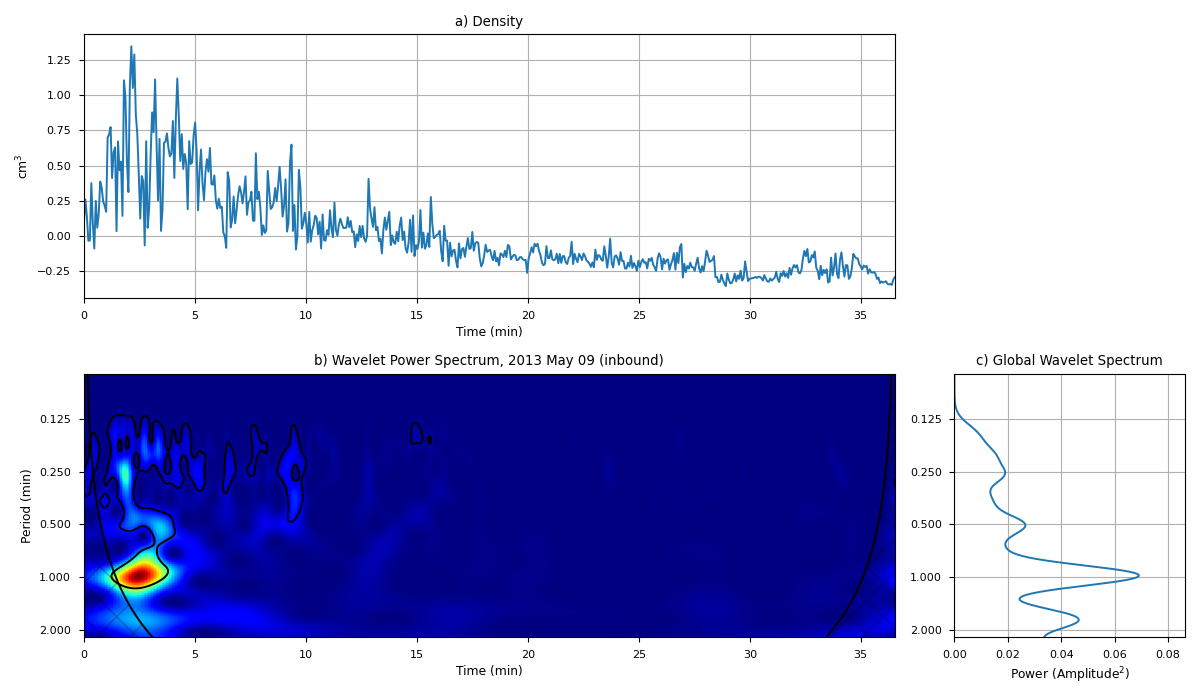 a) Density
1.25
1.00
0.75
0.50
0.25
0.00
−0.25
cm³
0 5 10 15 20 25 30 35
Time (min)
b) Wavelet Power Spectrum, 2013 May 09 (inbound)
0.125
0.250
0.500
1.000
2.000
Period (min)
0 5 10 15 20 25 30 35
Time (min)
c) Global Wavelet Spectrum
0.125
0.250
0.500
1.000
2.000
0.00 0.02 0.04 0.06 0.08
Power (Amplitude²)